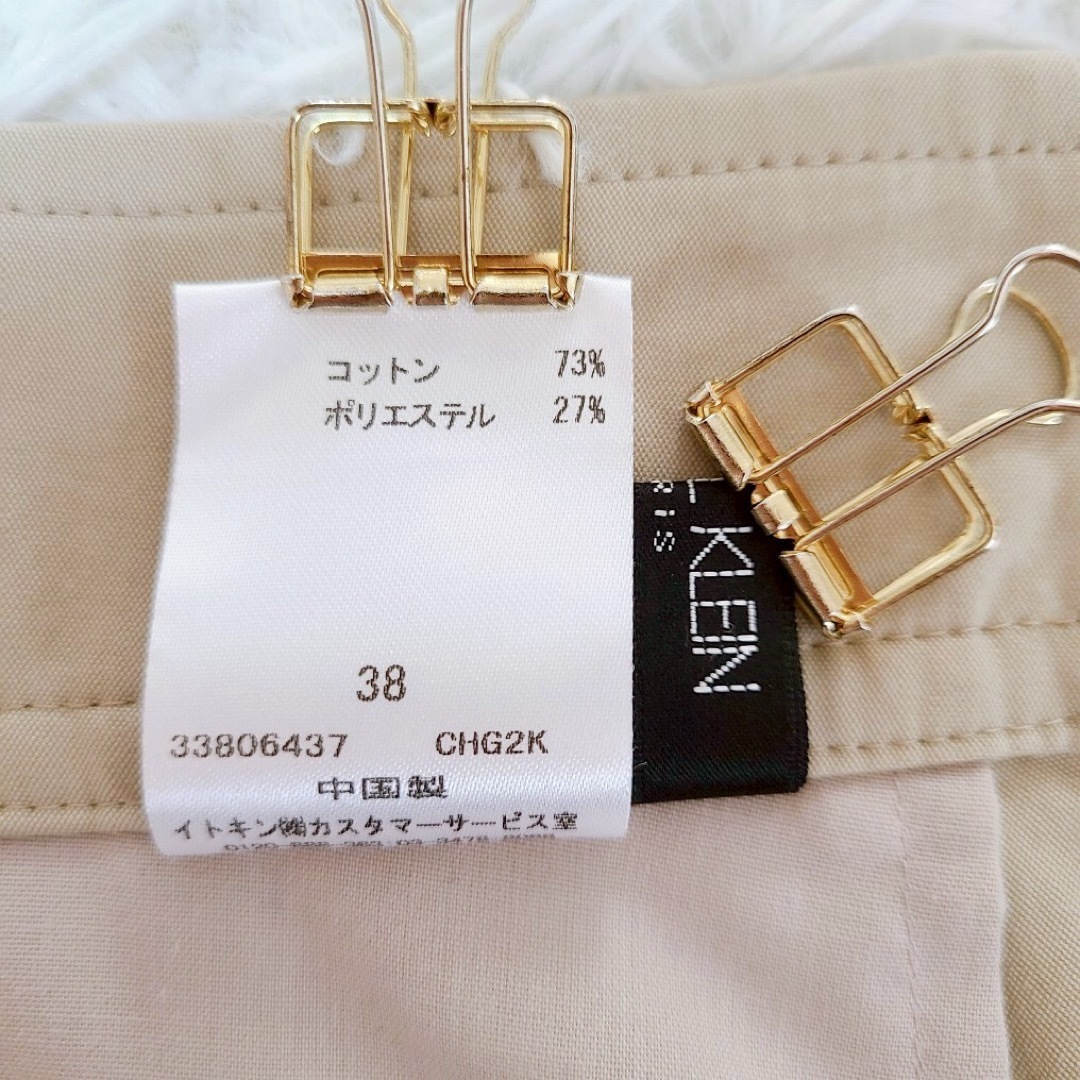 コットン 73%
ポリエステル 27%
38
33806437 CHG2K
中国製
イトキン㈱カスタマーサービス室
L KLEIN
Ris